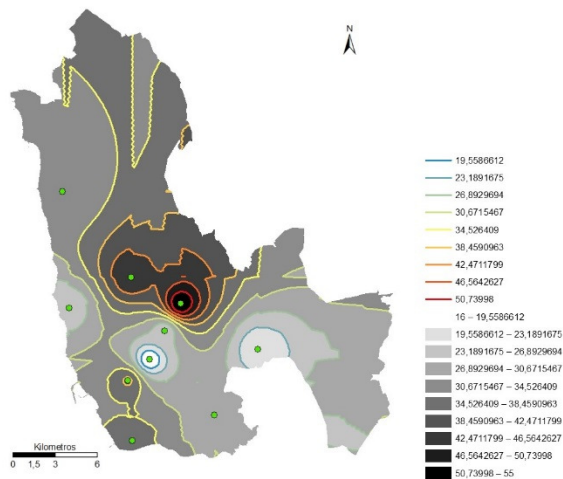 N
19,5586612
23,1891675
26,8929694
30,6715467
34,526409
38,4590963
42,4711799
46,5642627
50,73998
16 – 19,5586612
19,5586612 – 23,1891675
23,1891675 – 26,8929694
26,8929694 – 30,6715467
30,6715467 – 34,526409
34,526409 – 38,4590963
38,4590963 – 42,4711799
42,4711799 – 46,5642627
46,5642627 – 50,73998
50,73998 – 55
Kilometros
0 1,5 3 6